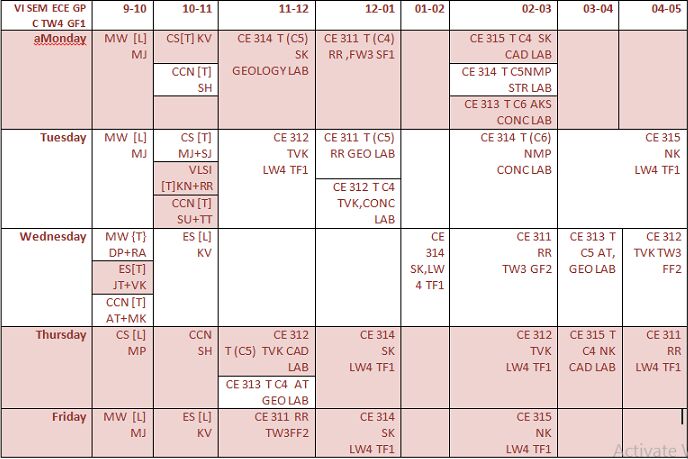 VI SEM ECE GP 9-10 10-11 11-12 12-01 01-02 02-03 03-04 04-05
C TW4 GF1
aMonday MW [L] CS[T] KV CE 314 T (C5) CE 311 T (C4) CE 315 T C4 SK
MJ SK RR ,FW3 SF1 CAD LAB
CCN [T] GEOLOGY LAB CE 314 T C5NMP
SH STR LAB
CE 313 T C6 AKS
CONC LAB
Tuesday MW [L] CS [T] CE 312 CE 311 T (C5) CE 314 T (C6) CE 315
MJ MJ+SJ TVK RR GEO LAB NMP NK
VLSI LW4 TF1 CONC LAB LW4 TF1
[T]KN+RR CE 312 T C4
CCN [T] TVK,CONC
SU+TT LAB
Wednesday MW {T} ES [L] CE CE 311 CE 313 T CE 312
DP+RA KV 314 RR C5 AT, TVK TW3
ES[T] SK,LW TW3 GF2 GEO LAB FF2
JT+VK 4 TF1
CCN [T]
AT+MK
Thursday CS [L] CCN CE 312 CE 314 CE 312 CE 315 T CE 311
MP SH T (C5) TVK CAD SK TVK C4 NK RR
LAB LW4 TF1 LW4 TF1 CAD LAB LW4 TF1
CE 313 T C4 AT
GEO LAB
Friday MW [L] ES [L] CE 311 RR CE 314 CE 315
MJ KV TW3FF2 SK NK
LW4 TF1 LW4 TF1
Activate